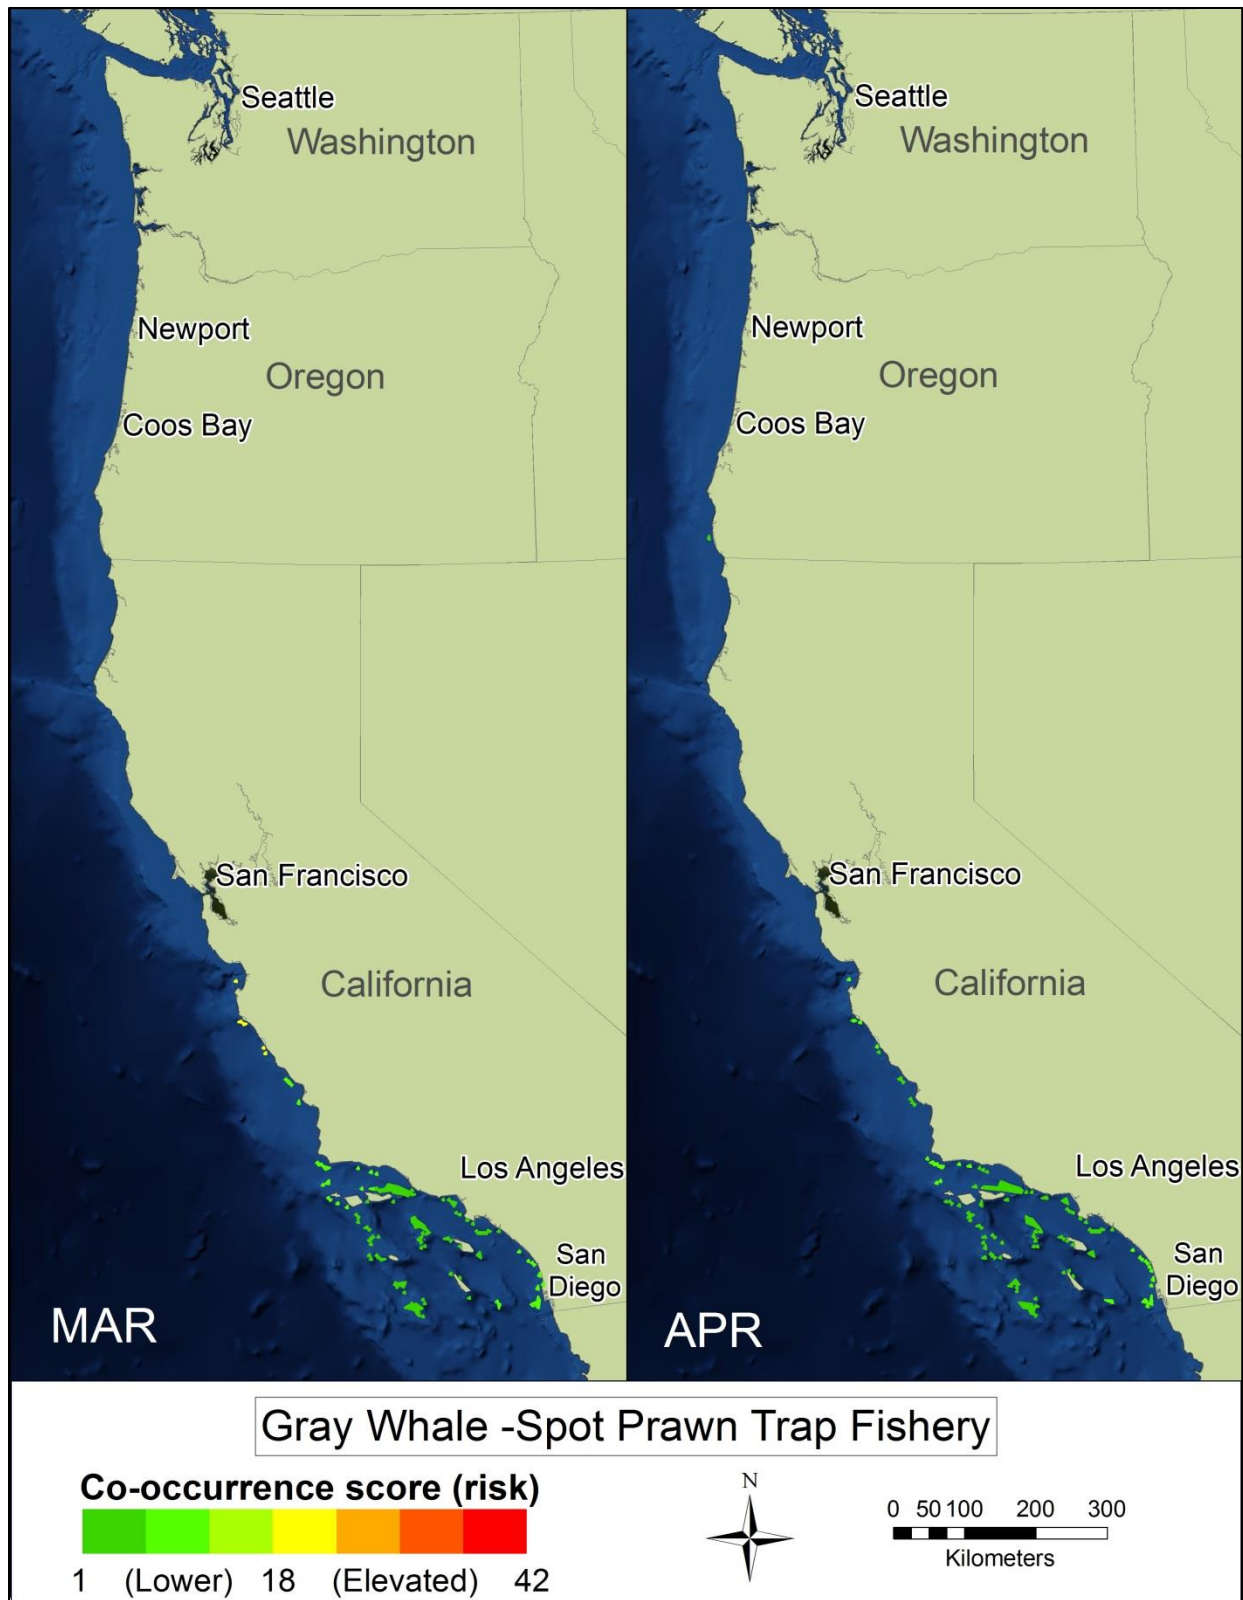 Seattle
Washington
Newport
Oregon
Coos Bay
San Francisco
California
Los Angeles
San
Diego
MAR
Seattle
Washington
Newport
Oregon
Coos Bay
San Francisco
California
Los Angeles
San
Diego
APR
Gray Whale -Spot Prawn Trap Fishery
Co-occurrence score (risk)
1 (Lower) 18 (Elevated) 42
N
0 50 100 200 300
Kilometers